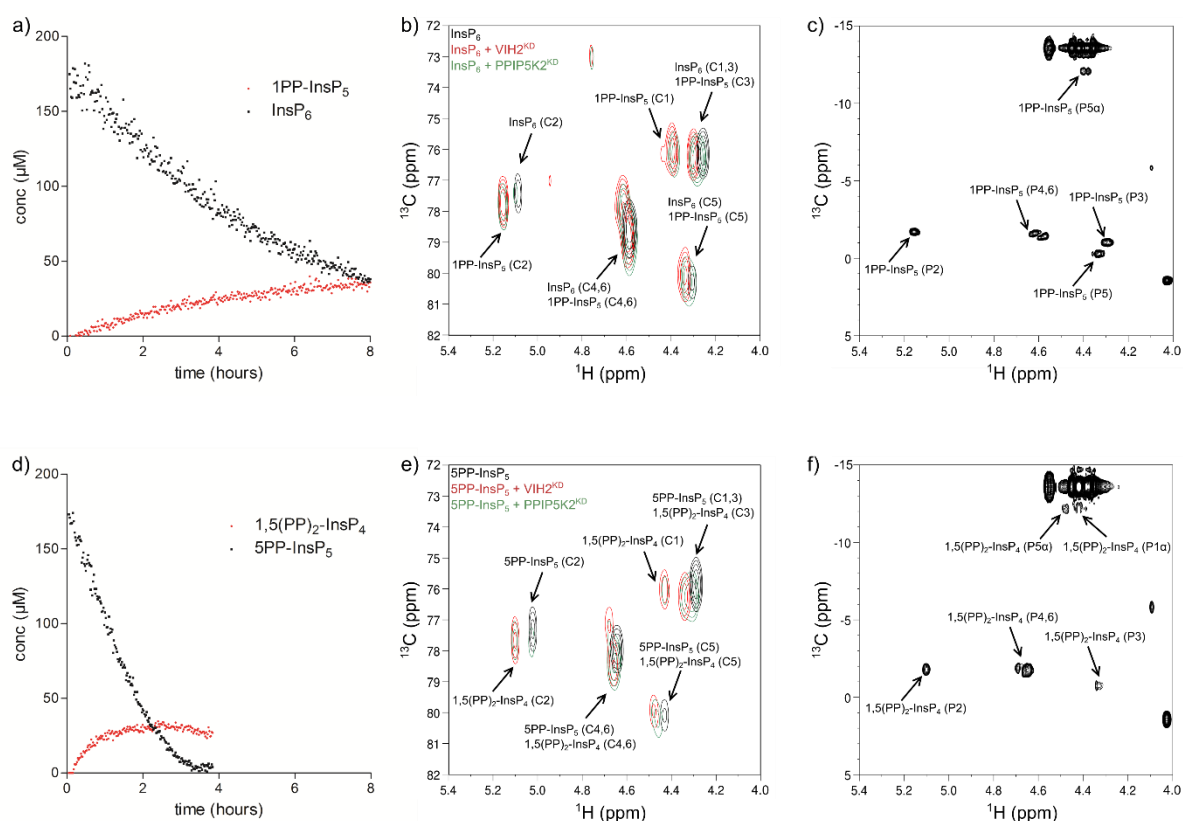 a)
200
150
100
50
0
0
2
4
6
8
conc (µM)
time (hours)
1PP-InsP5
InsP6
b)
InsP6
InsP6 + VIH2KD
InsP6 + PPIP5K2KD
72
73
74
75
76
77
78
79
80
81
82
13C (ppm)
5.4
5.2
5.0
4.8
4.6
4.4
4.2
4.0
1H (ppm)
InsP6 (C1,3)
1PP-InsP5 (C3)
1PP-InsP5 (C1)
InsP6 (C2)
InsP6 (C5)
1PP-InsP5 (C5)
1PP-InsP5 (C2)
InsP6 (C4,6)
1PP-InsP5 (C4,6)
c)
-15
-10
-5
0
5
13C (ppm)
5.4
5.2
5.0
4.8
4.6
4.4
4.2
4.0
1H (ppm)
1PP-InsP5 (P5α)
1PP-InsP5 (P4,6)
1PP-InsP5 (P3)
1PP-InsP5 (P2)
1PP-InsP5 (P5)
d)
200
150
100
50
0
0
2
4
6
8
conc (µM)
time (hours)
1,5(PP)2-InsP4
5PP-InsP5
e)
5PP-InsP5
5PP-InsP5 + VIH2KD
5PP-InsP5 + PPIP5K2KD
72
73
74
75
76
77
78
79
80
81
82
13C (ppm)
5.4
5.2
5.0
4.8
4.6
4.4
4.2
4.0
1H (ppm)
5PP-InsP5 (C1,3)
1,5(PP)2-InsP4 (C3)
1,5(PP)2-InsP4 (C1)
5PP-InsP5 (C2)
5PP-InsP5 (C5)
1,5(PP)2-InsP4 (C5)
1,5(PP)2-InsP4 (C2)
5PP-InsP5 (C4,6)
1,5(PP)2-InsP4 (C4,6)
f)
-15
-10
-5
0
5
13C (ppm)
5.4
5.2
5.0
4.8
4.6
4.4
4.2
4.0
1H (ppm)
1,5(PP)2-InsP4 (P5α)
1,5(PP)2-InsP4 (P1α)
1,5(PP)2-InsP4 (P4,6)
1,5(PP)2-InsP4 (P3)
1,5(PP)2-InsP4 (P2)